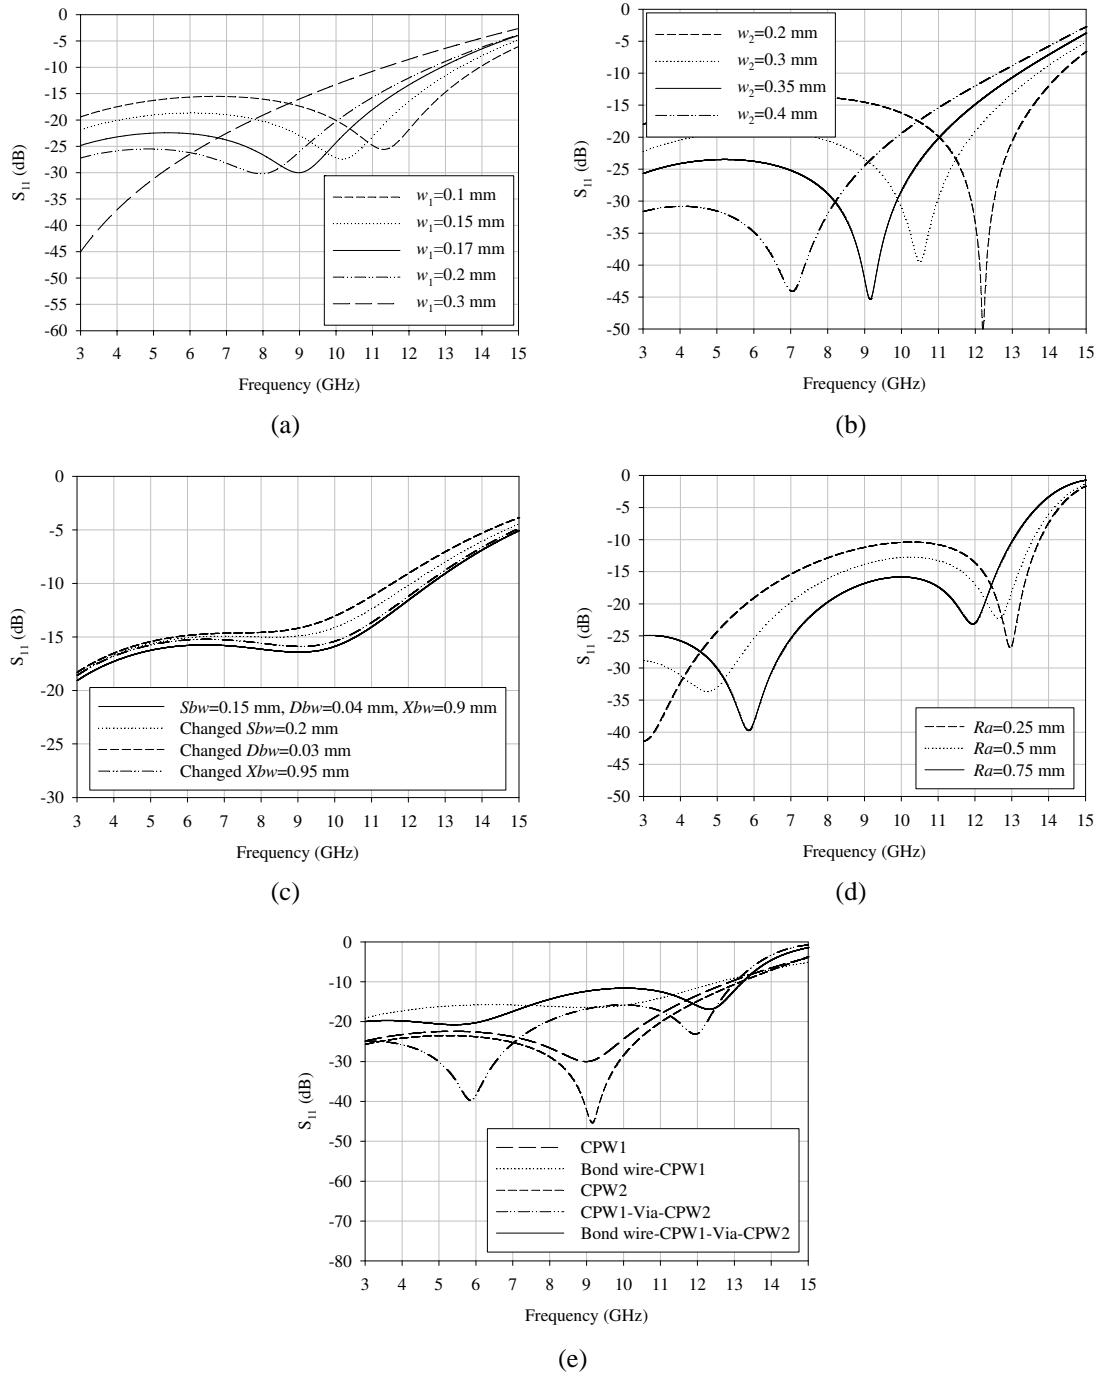 0
-5
-10
-15
-20
-25
-30
-35
-40
-45
-50
-55
-60
S11 (dB)
w1=0.1 mm
w1=0.15 mm
w1=0.17 mm
w1=0.2 mm
w1=0.3 mm
3 4 5 6 7 8 9 10 11 12 13 14 15
Frequency (GHz)
(a)
0
-5
-10
-15
-20
-25
-30
-35
-40
-45
-50
S11 (dB)
w2=0.2 mm
w2=0.3 mm
w2=0.35 mm
w2=0.4 mm
3 4 5 6 7 8 9 10 11 12 13 14 15
Frequency (GHz)
(b)
0
-5
-10
-15
-20
-25
-30
S11 (dB)
Sbw=0.15 mm, Dbw=0.04 mm, Xbw=0.9 mm
Changed Sbw=0.2 mm
Changed Dbw=0.03 mm
Changed Xbw=0.95 mm
3 4 5 6 7 8 9 10 11 12 13 14 15
Frequency (GHz)
(c)
0
-5
-10
-15
-20
-25
-30
-35
-40
-45
-50
S11 (dB)
Ra=0.25 mm
Ra=0.5 mm
Ra=0.75 mm
3 4 5 6 7 8 9 10 11 12 13 14 15
Frequency (GHz)
(d)
0
-10
-20
-30
-40
-50
-60
-70
-80
S11 (dB)
CPW1
Bond wire-CPW1
CPW2
CPW1-Via-CPW2
Bond wire-CPW1-Via-CPW2
3 4 5 6 7 8 9 10 11 12 13 14 15
Frequency (GHz)
(e)